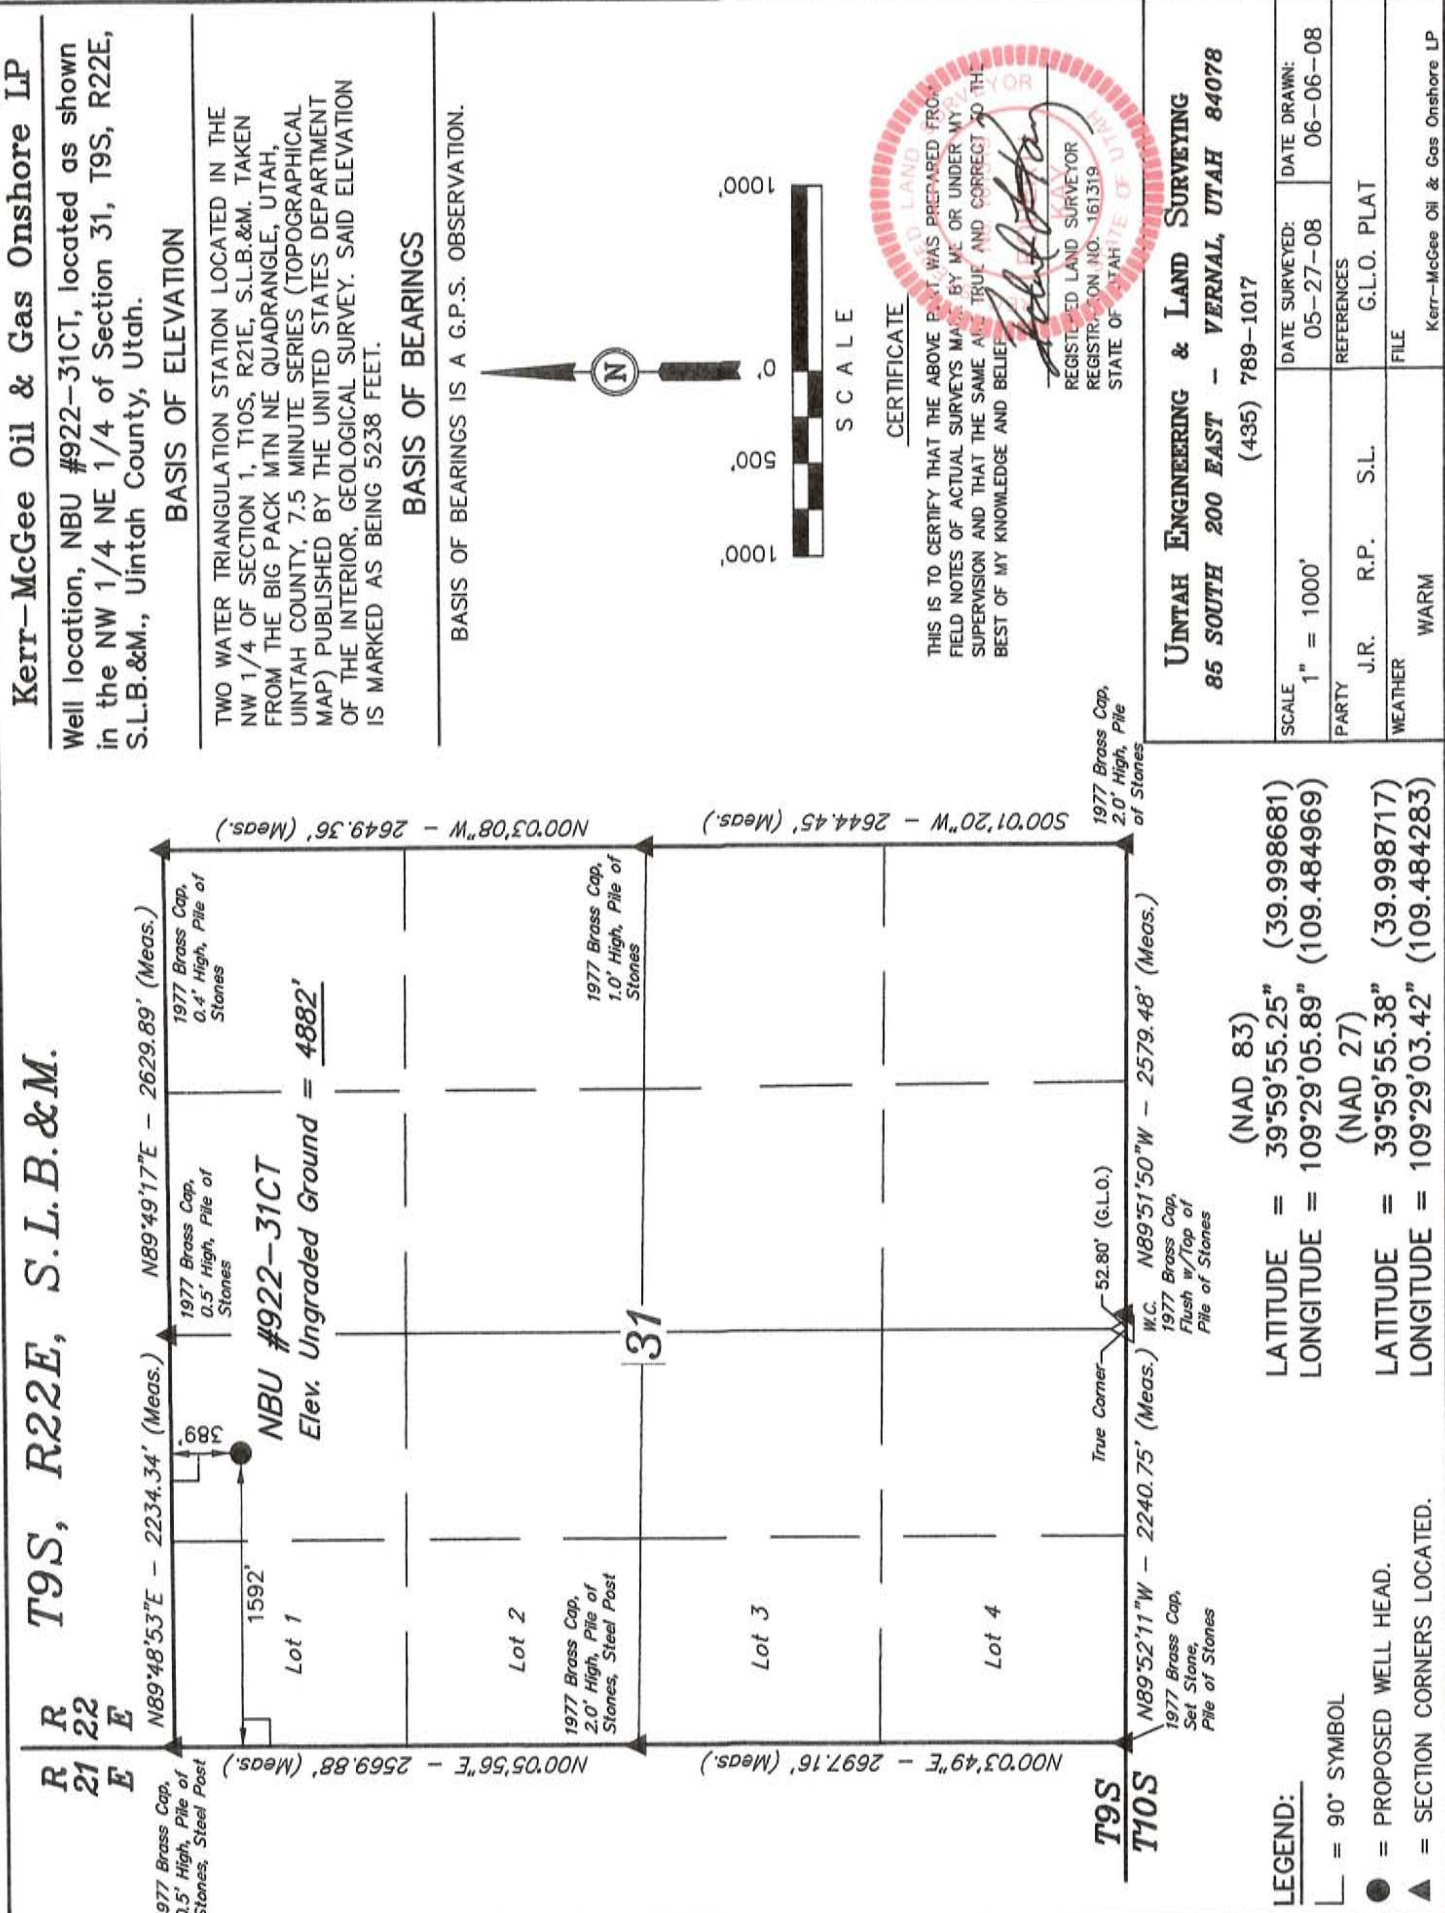 T9S, R22E, S.L.B.&M.
R R
21 22
E E
N89°48'53"E – 2234.34' (Meas.)
N89°49'17"E – 2629.89' (Meas.)
977 Brass Cap,
0.5' High, Pile of
Stones, Steel Post
1977 Brass Cap,
0.5' High, Pile of
Stones
1977 Brass Cap,
0.4' High, Pile of
Stones
389'
1592'
NBU #922–31CT
Elev. Ungraded Ground = 4882'
Lot 1
Lot 2
N00°05'56"E – 2569.88' (Meas.)
N00°03'08"W – 2649.36' (Meas.)
1977 Brass Cap,
2.0' High, Pile of
Stones, Steel Post
31
1977 Brass Cap,
1.0' High, Pile of
Stones
Lot 3
Lot 4
N00°03'49"E – 2697.16' (Meas.)
S00°01'20"W – 2644.45' (Meas.)
True Corner
52.80' (G.L.O.)
T9S
T10S
N89°52'11"W – 2240.75' (Meas.)
W.C. N89°51'50"W – 2579.48' (Meas.)
1977 Brass Cap,
Set Stone,
Pile of Stones
1977 Brass Cap,
Flush w/Top of
Pile of Stones
1977 Brass Cap,
2.0' High, Pile
of Stones
LEGEND:
= 90° SYMBOL
= PROPOSED WELL HEAD.
= SECTION CORNERS LOCATED.
(NAD 83)
LATITUDE = 39°59'55.25" (39.998681)
LONGITUDE = 109°29'05.89" (109.484969)
(NAD 27)
LATITUDE = 39°59'55.38" (39.998717)
LONGITUDE = 109°29'03.42" (109.484283)
Kerr–McGee Oil & Gas Onshore LP
Well location, NBU #922–31CT, located as shown
in the NW 1/4 NE 1/4 of Section 31, T9S, R22E,
S.L.B.&M., Uintah County, Utah.
BASIS OF ELEVATION
TWO WATER TRIANGULATION STATION LOCATED IN THE
NW 1/4 OF SECTION 1, T10S, R21E, S.L.B.&M. TAKEN
FROM THE BIG PACK MTN NE QUADRANGLE, UTAH,
UINTAH COUNTY, 7.5 MINUTE SERIES (TOPOGRAPHICAL
MAP) PUBLISHED BY THE UNITED STATES DEPARTMENT
OF THE INTERIOR, GEOLOGICAL SURVEY. SAID ELEVATION
IS MARKED AS BEING 5238 FEET.
BASIS OF BEARINGS
BASIS OF BEARINGS IS A G.P.S. OBSERVATION.
N
1000' 500' 0' 1000'
SCALE
CERTIFICATE
THIS IS TO CERTIFY THAT THE ABOVE WAS PREPARED FROM
FIELD NOTES OF ACTUAL SURVEYS BY ME OR UNDER MY
SUPERVISION AND THAT THE SAME TRUE AND CORRECT TO THE
BEST OF MY KNOWLEDGE AND BELIEF
REGISTERED LAND SURVEYOR
REGISTRATION NO. 161319
STATE OF UTAH
LAND SURVEYOR
KAY
STATE OF UTAH
UINTAH ENGINEERING & LAND SURVEYING
85 SOUTH 200 EAST – VERNAL, UTAH 84078
(435) 789–1017
SCALE
1" = 1000'
DATE SURVEYED:
05–27–08
DATE DRAWN:
06–06–08
PARTY
J.R. R.P. S.L.
REFERENCES
G.L.O. PLAT
WEATHER
WARM
FILE
Kerr–McGee Oil & Gas Onshore LP